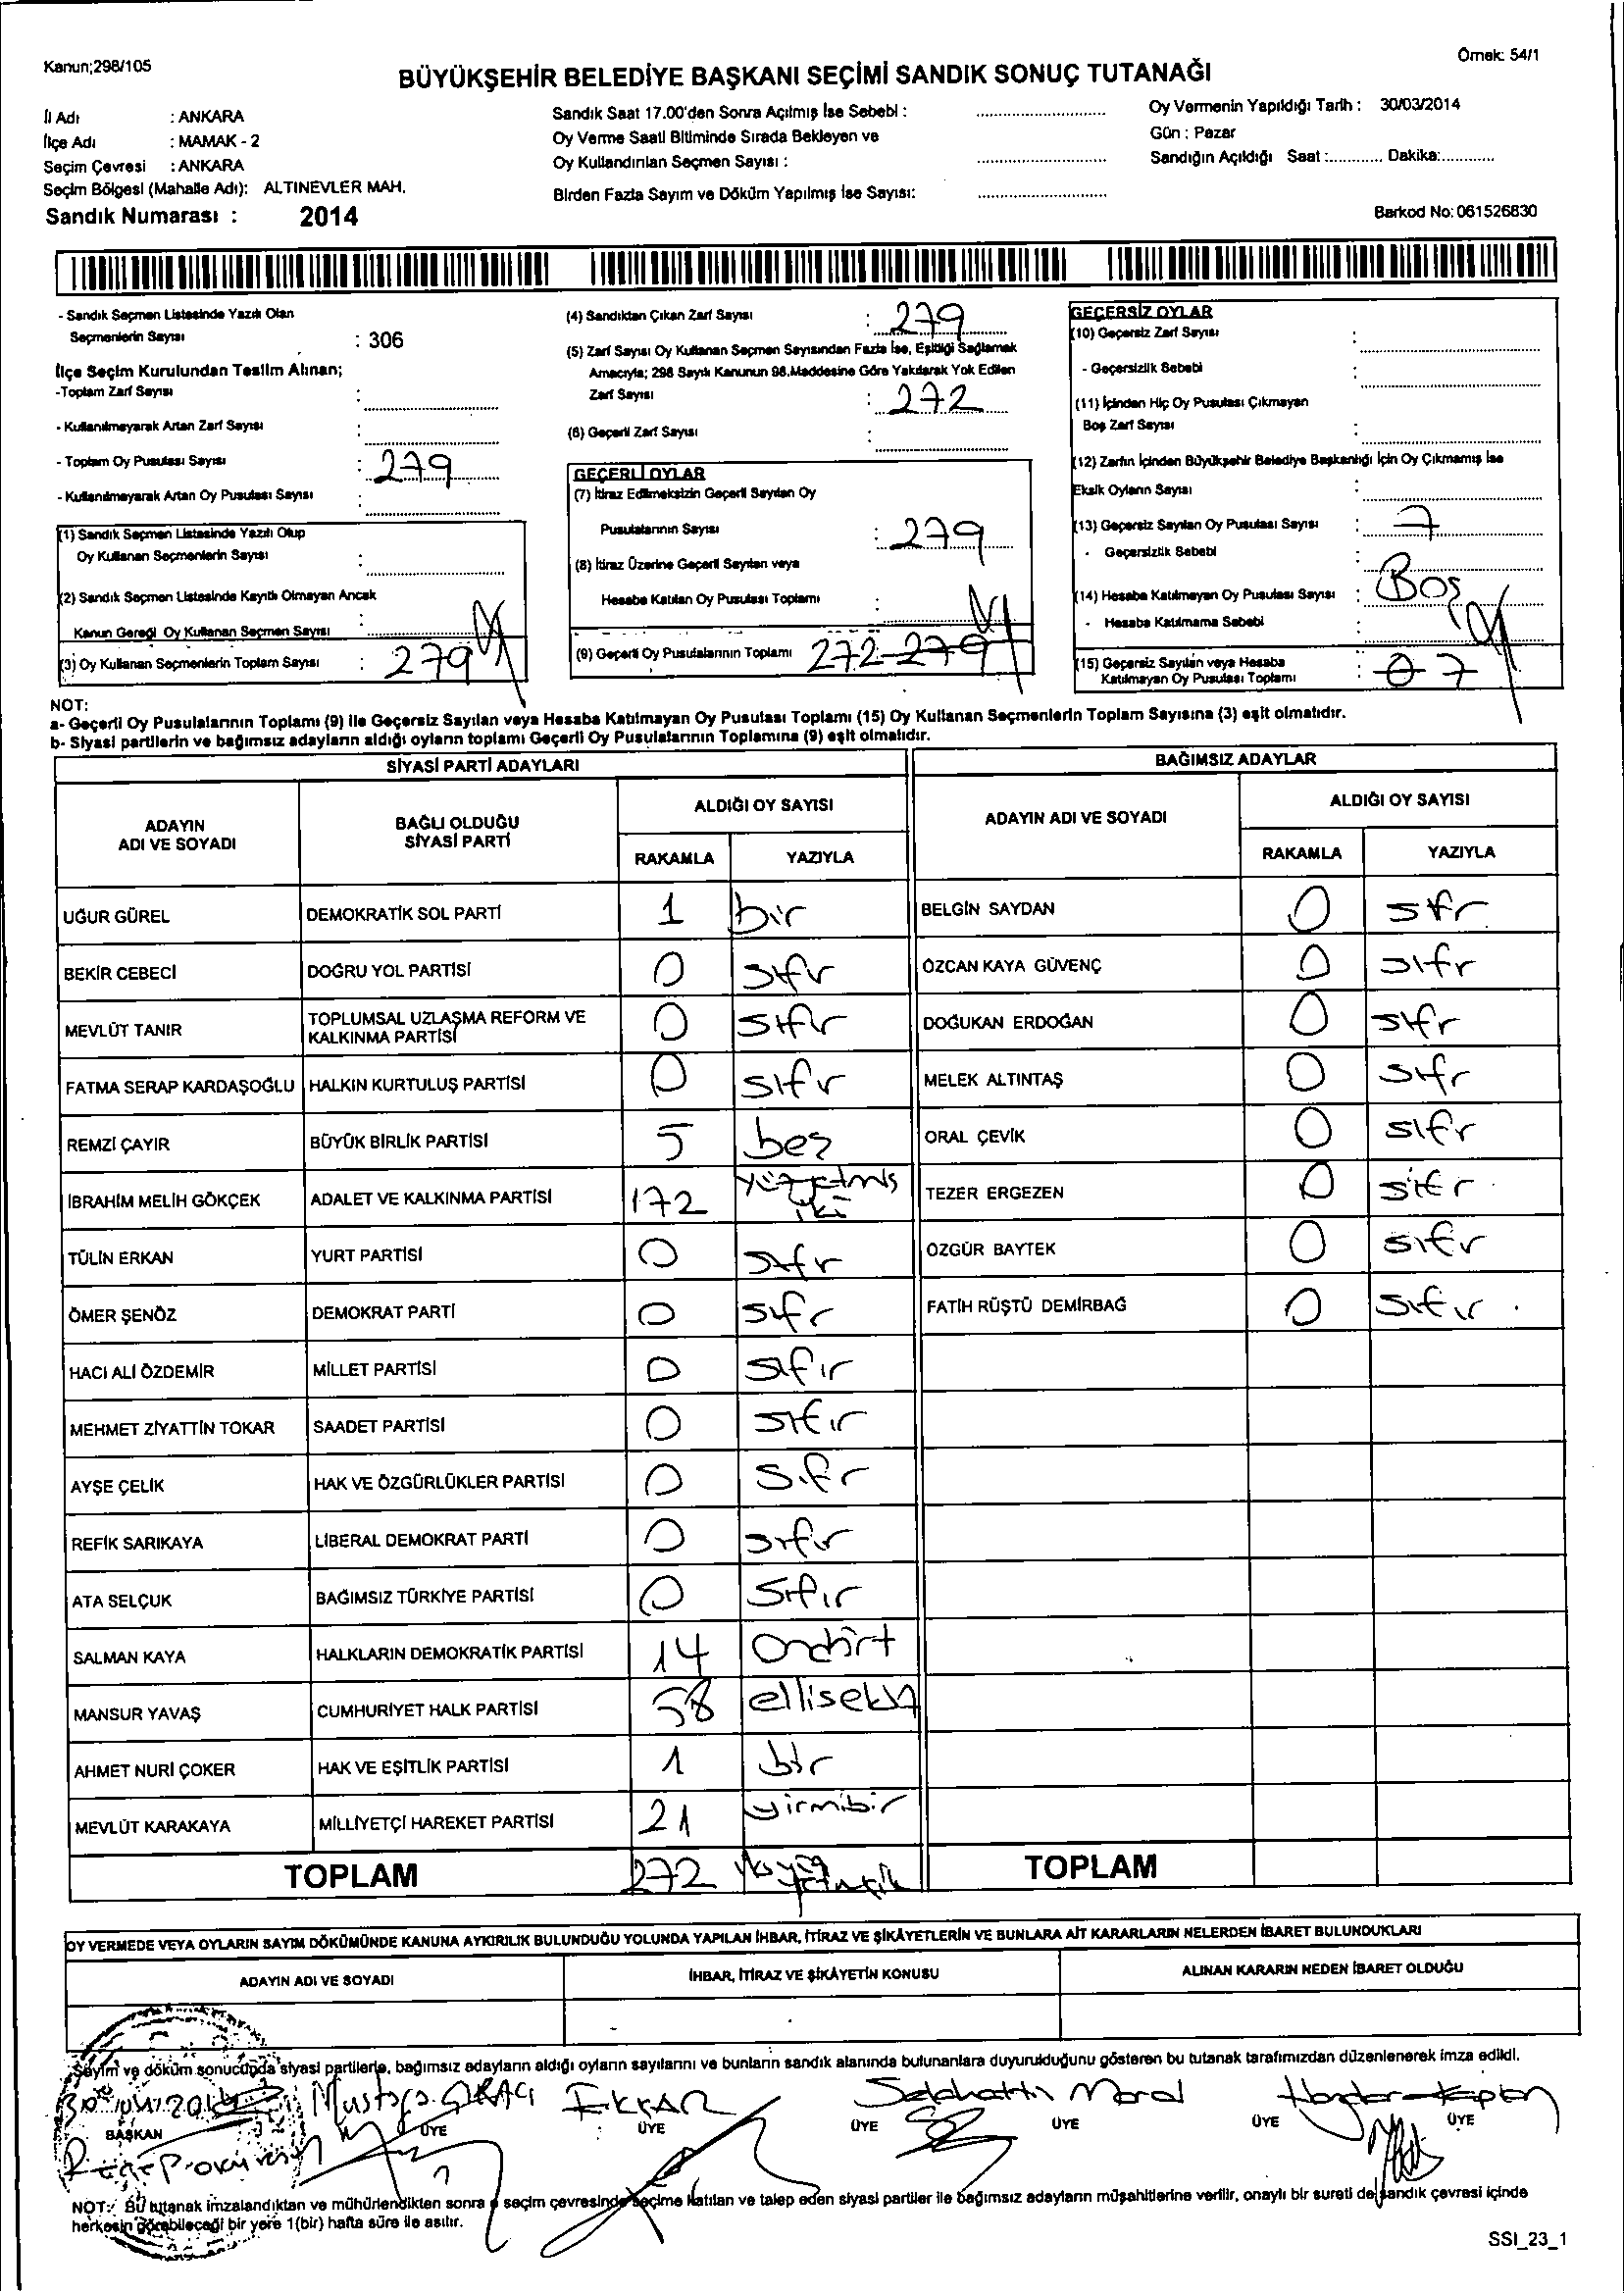 Kanun;298/105
Örnek: 54/1
BÜYÜKŞEHİR BELEDİYE BAŞKANI SEÇİMİ SANDIK SONUÇ TUTANAĞI
İl Adı : ANKARA
İlçe Adı : MAMAK - 2
Seçim Çevresi : ANKARA
Seçim Bölgesi (Mahalle Adı): ALTINEVLER MAH.
Sandık Numarası : 2014
Sandık Saat 17.00'den Sonra Açılmış İse Sebebi :
Oy Verme Saati Bitiminde Sırada Bekleyen ve
Oy Kullandırılan Seçmen Sayısı :
Birden Fazla Sayım ve Döküm Yapılmış İse Sayısı:
Oy Vermenin Yapıldığı Tarih : 30/03/2014
Gün : Pazar
Sandığın Açıldığı Saat :............ Dakika:............
Barkod No: 061526830
- Sandık Seçmen Listesinde Yazılı Olan
Seçmenlerin Sayısı : 306
İlçe Seçim Kurulundan Teslim Alınan;
-Toplam Zarf Sayısı :
- Kullanılmayarak Artan Zarf Sayısı :
- Toplam Oy Pusulası Sayısı : 279
- Kullanılmayarak Artan Oy Pusulası Sayısı :
(1) Sandık Seçmen Listesinde Yazılı Olup
Oy Kullanan Seçmenlerin Sayısı :
(2) Sandık Seçmen Listesinde Kayıtlı Olmayan Ancak
Kanun Gereği Oy Kullanan Seçmen Sayısı :
(3) Oy Kullanan Seçmenlerin Toplam Sayısı : 279
(4) Sandıktan Çıkan Zarf Sayısı : 279
(5) Zarf Sayısı Oy Kullanan Seçmen Sayısından Fazla İse, Eşitliği Sağlamak
Amacıyla; 298 Sayılı Kanunun 98.Maddesine Göre Yakılarak Yok Edilen
Zarf Sayısı : 272
(6) Geçerli Zarf Sayısı :
GEÇERLİ OYLAR
(7) İtiraz Edilmeksizin Geçerli Sayılan Oy
Pusulalarının Sayısı : 279
(8) İtiraz Üzerine Geçerli Sayılan veya
Hesaba Katılan Oy Pusulası Toplamı :
(9) Geçerli Oy Pusulalarının Toplamı 272 279
GEÇERSİZ OYLAR
(10) Geçersiz Zarf Sayısı :
- Geçersizlik Sebebi :
(11) İçinden Hiç Oy Pusulası Çıkmayan
Boş Zarf Sayısı :
(12) Zarfın İçinden Büyükşehir Belediye Başkanlığı İçin Oy Çıkmamış İse
Eksik Oyların Sayısı :
(13) Geçersiz Sayılan Oy Pusulası Sayısı : 7
- Geçersizlik Sebebi :
Boş
(14) Hesaba Katılmayan Oy Pusulası Sayısı :
- Hesaba Katılmama Sebebi :
(15) Geçersiz Sayılan veya Hesaba
Katılmayan Oy Pusulası Toplamı : 0 7
NOT:
a- Geçerli Oy Pusulalarının Toplamı (9) ile Geçersiz Sayılan veya Hesaba Katılmayan Oy Pusulası Toplamı (15) Oy Kullanan Seçmenlerin Toplam Sayısına (3) eşit olmalıdır.
b- Siyasi partilerin ve bağımsız adayların aldığı oyların toplamı Geçerli Oy Pusulalarının Toplamına (9) eşit olmalıdır.
SİYASİ PARTİ ADAYLARI
ADAYIN ADI VE SOYADI
BAĞLI OLDUĞU SİYASİ PARTİ
ALDIĞI OY SAYISI
RAKAMLA YAZIYLA
UĞUR GÜREL DEMOKRATİK SOL PARTİ 1 bir
BEKİR CEBECİ DOĞRU YOL PARTİSİ 0 sıfır
MEVLÜT TANIR TOPLUMSAL UZLAŞMA REFORM VE KALKINMA PARTİSİ 0 sıfır
FATMA SERAP KARDAŞOĞLU HALKIN KURTULUŞ PARTİSİ 0 sıfır
REMZİ ÇAYIR BÜYÜK BİRLİK PARTİSİ 5 beş
İBRAHİM MELİH GÖKÇEK ADALET VE KALKINMA PARTİSİ 172 yüzyetmiş iki
TÜLİN ERKAN YURT PARTİSİ 0 sıfır
ÖMER ŞENÖZ DEMOKRAT PARTİ 0 sıfır
HACI ALİ ÖZDEMİR MİLLET PARTİSİ 0 sıfır
MEHMET ZİYATTİN TOKAR SAADET PARTİSİ 0 sıfır
AYŞE ÇELİK HAK VE ÖZGÜRLÜKLER PARTİSİ 0 sıfır
REFİK SARIKAYA LİBERAL DEMOKRAT PARTİ 0 sıfır
ATA SELÇUK BAĞIMSIZ TÜRKİYE PARTİSİ 0 sıfır
SALMAN KAYA HALKLARIN DEMOKRATİK PARTİSİ 14 Ondört
MANSUR YAVAŞ CUMHURİYET HALK PARTİSİ 58 ellisekiz
AHMET NURİ ÇOKER HAK VE EŞİTLİK PARTİSİ 1 bir
MEVLÜT KARAKAYA MİLLİYETÇİ HAREKET PARTİSİ 21 yirmibir
TOPLAM 272
BAĞIMSIZ ADAYLAR
ADAYIN ADI VE SOYADI
ALDIĞI OY SAYISI
RAKAMLA YAZIYLA
BELGİN SAYDAN 0 sıfır
ÖZCAN KAYA GÜVENÇ 0 sıfır
DOĞUKAN ERDOĞAN 0 sıfır
MELEK ALTINTAŞ 0 sıfır
ORAL ÇEVİK 0 sıfır
TEZER ERGEZEN 0 sıfır
ÖZGÜR BAYTEK 0 sıfır
FATİH RÜŞTÜ DEMİRBAĞ 0 sıfır
TOPLAM
OY VERMEDE VEYA OYLARIN SAYIM DÖKÜMÜNDE KANUNA AYKIRILIK BULUNDUĞU YOLUNDA YAPILAN İHBAR, İTİRAZ VE ŞİKÂYETLERİN VE BUNLARA AİT KARARLARIN NELERDEN İBARET BULUNDUKLARI
ADAYIN ADI VE SOYADI İHBAR, İTİRAZ VE ŞİKÂYETİN KONUSU ALINAN KARARIN NEDEN İBARET OLDUĞU
Sayım ve döküm sonucunda siyasi partilerle, bağımsız adayların aldığı oyların sayılarını ve bunların sandık alanında bulunanlara duyurulduğunu gösteren bu tutanak tarafımızdan düzenlenerek imza edildi.
Mustafa Selahattin Kaplan
BAŞKAN ÜYE ÜYE ÜYE ÜYE ÜYE ÜYE
NOT: Bu tutanak imzalandıktan ve mühürlendikten sonra o seçim çevresinde seçime katılan ve talep eden siyasi partiler ile bağımsız adayların müşahitlerine verilir, onaylı bir sureti de sandık çevresi içinde
herkesin görebileceği bir yere 1(bir) hafta süre ile asılır.
SSI_23_1